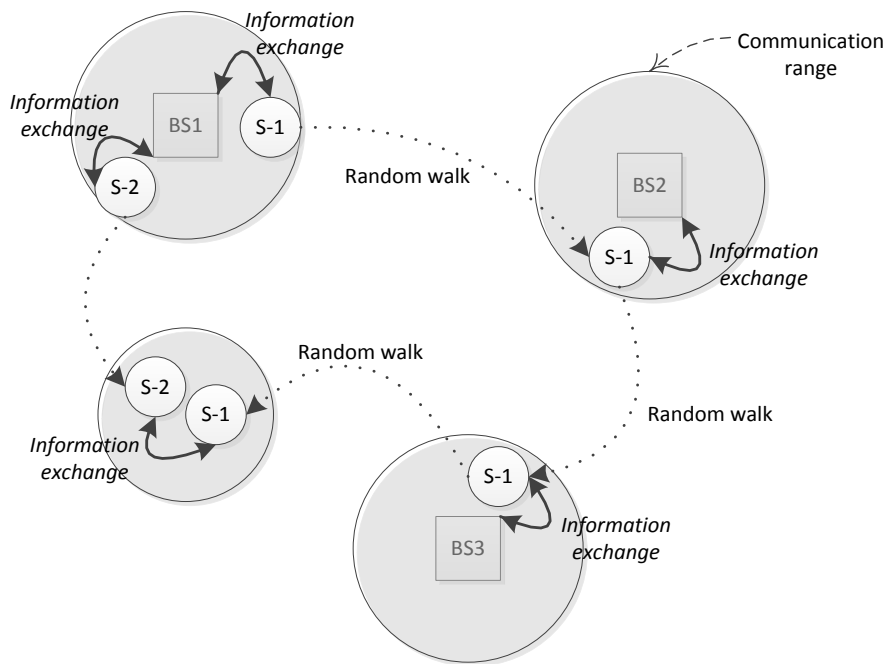 Information
exchange
Information
exchange
BS1
S-1
S-2
Random walk
Communication
range
BS2
S-1
Information
exchange
Random walk
S-2
S-1
Information
exchange
Random walk
S-1
BS3
Information
exchange